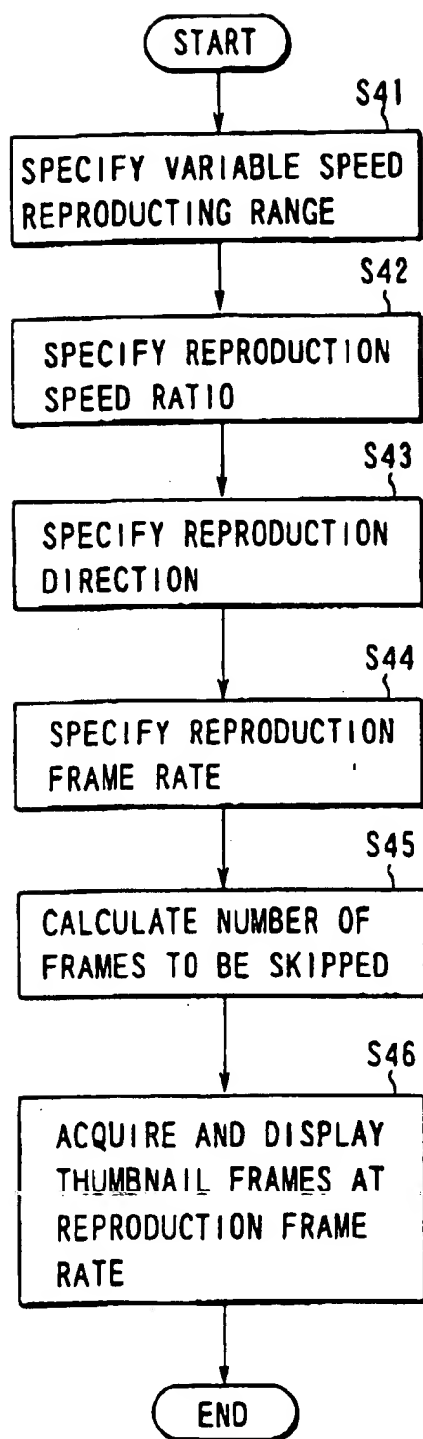 START
S41
SPECIFY VARIABLE SPEED
REPRODUCTING RANGE
S42
SPECIFY REPRODUCTION
SPEED RATIO
S43
SPECIFY REPRODUCTION
DIRECTION
S44
SPECIFY REPRODUCTION
FRAME RATE
S45
CALCULATE NUMBER OF
FRAMES TO BE SKIPPED
S46
ACQUIRE AND DISPLAY
THUMBNAIL FRAMES AT
REPRODUCTION FRAME
RATE
END